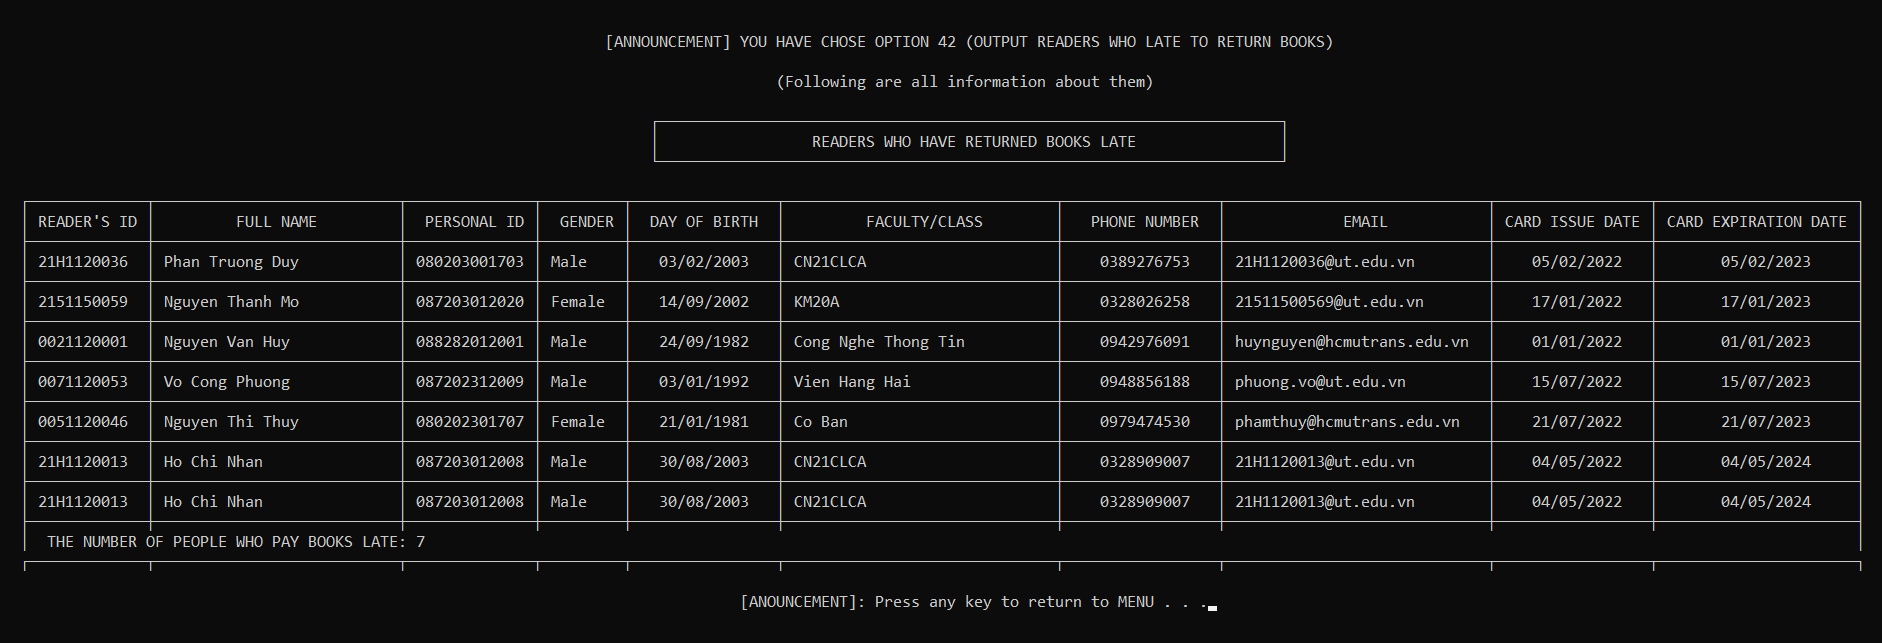 [ANNOUNCEMENT] YOU HAVE CHOSE OPTION 42 (OUTPUT READERS WHO LATE TO RETURN BOOKS)
(Following are all information about them)
READERS WHO HAVE RETURNED BOOKS LATE
READER'S ID FULL NAME PERSONAL ID GENDER DAY OF BIRTH FACULTY/CLASS PHONE NUMBER EMAIL CARD ISSUE DATE CARD EXPIRATION DATE
21H1120036 Phan Truong Duy 080203001703 Male 03/02/2003 CN21CLCA 0389276753 21H1120036@ut.edu.vn 05/02/2022 05/02/2023
2151150059 Nguyen Thanh Mo 087203012020 Female 14/09/2002 KM20A 0328026258 21511500569@ut.edu.vn 17/01/2022 17/01/2023
0021120001 Nguyen Van Huy 088282012001 Male 24/09/1982 Cong Nghe Thong Tin 0942976091 huynguyen@hcmutrans.edu.vn 01/01/2022 01/01/2023
0071120053 Vo Cong Phuong 087202312009 Male 03/01/1992 Vien Hang Hai 0948856188 phuong.vo@ut.edu.vn 15/07/2022 15/07/2023
0051120046 Nguyen Thi Thuy 080202301707 Female 21/01/1981 Co Ban 0979474530 phamthuy@hcmutrans.edu.vn 21/07/2022 21/07/2023
21H1120013 Ho Chi Nhan 087203012008 Male 30/08/2003 CN21CLCA 0328909007 21H1120013@ut.edu.vn 04/05/2022 04/05/2024
21H1120013 Ho Chi Nhan 087203012008 Male 30/08/2003 CN21CLCA 0328909007 21H1120013@ut.edu.vn 04/05/2022 04/05/2024
THE NUMBER OF PEOPLE WHO PAY BOOKS LATE: 7
[ANOUNCEMENT]: Press any key to return to MENU . . .